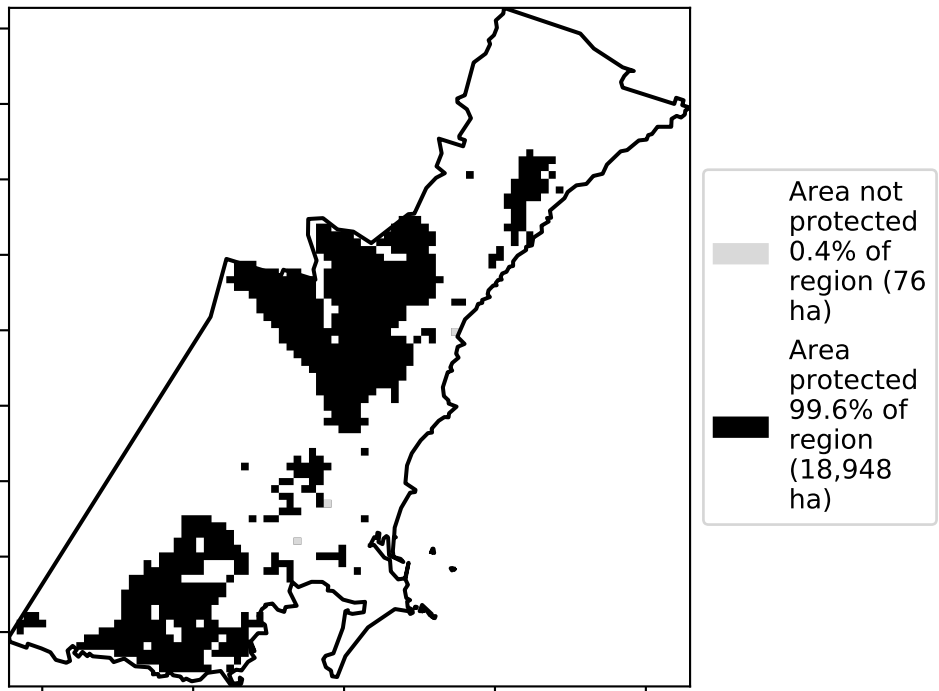 Area not
protected
0.4% of
region (76
ha)
Area
protected
99.6% of
region
(18,948
ha)